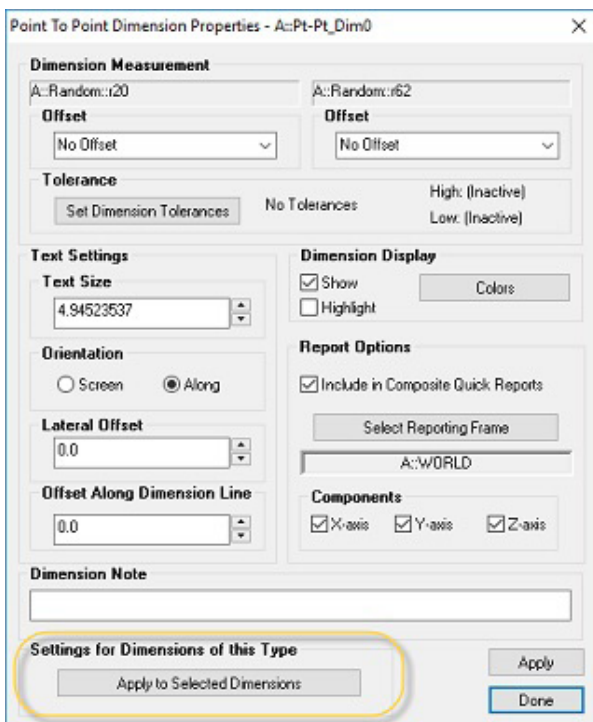 Point To Point Dimension Properties - A::Pt-Pt_Dim0
Dimension Measurement
A::Random::r20
A::Random::r62
Offset
No Offset
Offset
No Offset
Tolerance
Set Dimension Tolerances
No Tolerances
High: (Inactive)
Low: (Inactive)
Text Settings
Text Size
4.94523537
Orientation
Screen
Along
Lateral Offset
0.0
Offset Along Dimension Line
0.0
Dimension Display
Show
Highlight
Colors
Report Options
Include in Composite Quick Reports
Select Reporting Frame
A::WORLD
Components
X-axis
Y-axis
Z-axis
Dimension Note
Settings for Dimensions of this Type
Apply to Selected Dimensions
Apply
Done